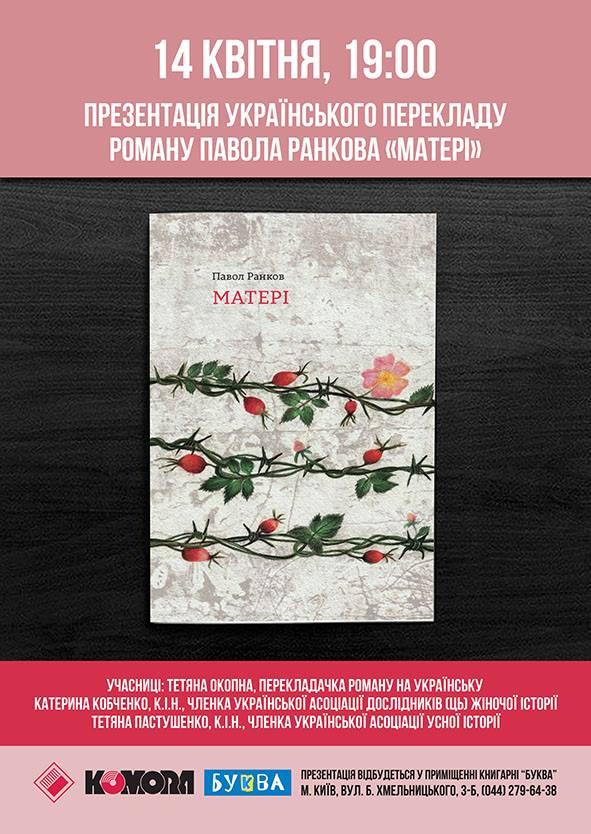 14 КВІТНЯ, 19:00
ПРЕЗЕНТАЦІЯ УКРАЇНСЬКОГО ПЕРЕКЛАДУ
РОМАНУ ПАВОЛА РАНКОВА «МАТЕРІ»
Павол Ранков
МАТЕРІ
УЧАСНИЦІ: ТЕТЯНА ОКОПНА, ПЕРЕКЛАДАЧКА РОМАНУ НА УКРАЇНСЬКУ
КАТЕРИНА КОБЧЕНКО, К.І.Н., ЧЛЕНКА УКРАЇНСЬКОЇ АСОЦІАЦІЇ ДОСЛІДНИКІВ (ЦЬ) ЖІНОЧОЇ ІСТОРІЇ
ТЕТЯНА ПАСТУШЕНКО, К.І.Н., ЧЛЕНКА УКРАЇНСЬКОЇ АСОЦІАЦІЇ УСНОЇ ІСТОРІЇ
КОМОРА
БУКВА
ПРЕЗЕНТАЦІЯ ВІДБУДЕТЬСЯ У ПРИМІЩЕННІ КНИГАРНІ "БУКВА"
М. КИЇВ, ВУЛ. Б. ХМЕЛЬНИЦЬКОГО, 3-Б, (044) 279-64-38